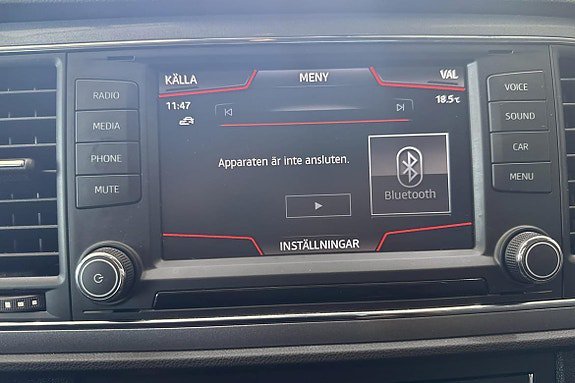 KÄLLA
MENY
VAL
11:47
18.5°C
Apparaten är inte ansluten.
Bluetooth
INSTÄLLNINGAR
RADIO
MEDIA
PHONE
MUTE
VOICE
SOUND
CAR
MENU